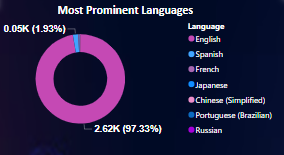 Most Prominent Languages
0.05K (1.93%)
2.62K (97.33%)
Language
English
Spanish
French
Japanese
Chinese (Simplified)
Portuguese (Brazilian)
Russian